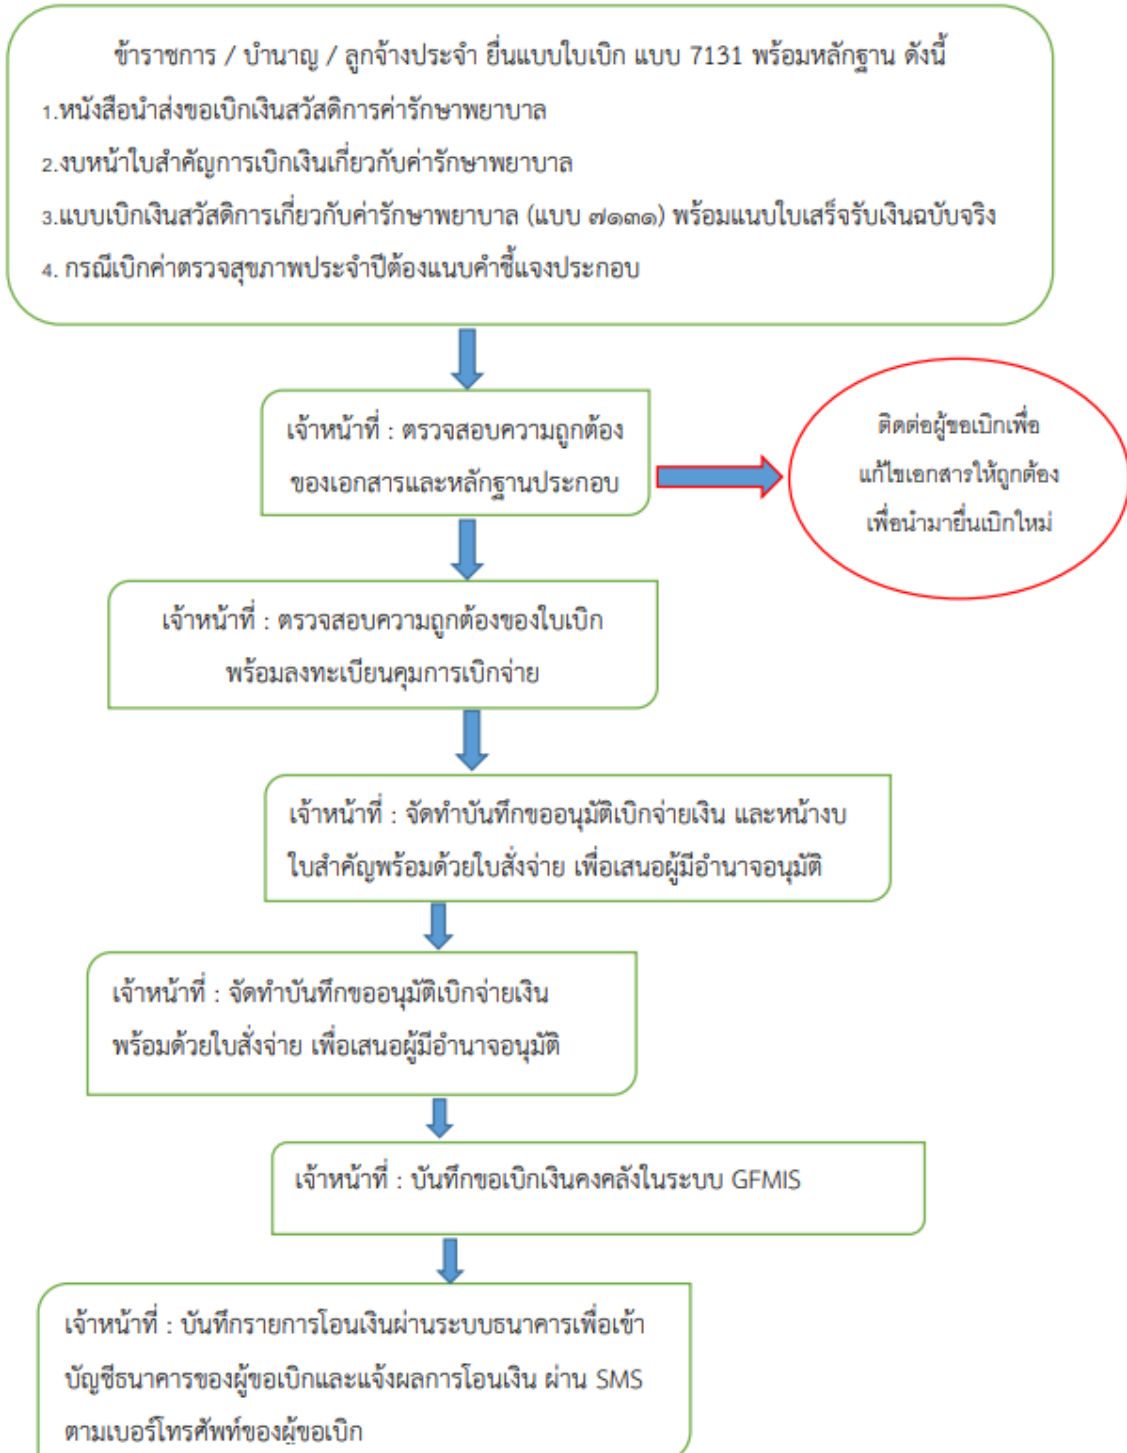 ข้าราชการ / บำนาญ / ลูกจ้างประจำ ยื่นแบบใบเบิก แบบ 7131 พร้อมหลักฐาน ดังนี้
1.หนังสือนำส่งขอเบิกเงินสวัสดิการค่ารักษาพยาบาล
2.งบหน้าใบสำคัญการเบิกเงินเกี่ยวกับค่ารักษาพยาบาล
3.แบบเบิกเงินสวัสดิการเกี่ยวกับค่ารักษาพยาบาล (แบบ ๗๑๓๑) พร้อมแนบใบเสร็จรับเงินฉบับจริง
4. กรณีเบิกค่าตรวจสุขภาพประจำปีต้องแนบคำชี้แจงประกอบ
เจ้าหน้าที่ : ตรวจสอบความถูกต้อง
ของเอกสารและหลักฐานประกอบ
ติดต่อผู้ขอเบิกเพื่อ
แก้ไขเอกสารให้ถูกต้อง
เพื่อนำมายื่นเบิกใหม่
เจ้าหน้าที่ : ตรวจสอบความถูกต้องของใบเบิก
พร้อมลงทะเบียนคุมการเบิกจ่าย
เจ้าหน้าที่ : จัดทำบันทึกขออนุมัติเบิกจ่ายเงิน และหน้างบ
ใบสำคัญพร้อมด้วยใบสั่งจ่าย เพื่อเสนอผู้มีอำนาจอนุมัติ
เจ้าหน้าที่ : จัดทำบันทึกขออนุมัติเบิกจ่ายเงิน
พร้อมด้วยใบสั่งจ่าย เพื่อเสนอผู้มีอำนาจอนุมัติ
เจ้าหน้าที่ : บันทึกขอเบิกเงินคงคลังในระบบ GFMIS
เจ้าหน้าที่ : บันทึกรายการโอนเงินผ่านระบบธนาคารเพื่อเข้า
บัญชีธนาคารของผู้ขอเบิกและแจ้งผลการโอนเงิน ผ่าน SMS
ตามเบอร์โทรศัพท์ของผู้ขอเบิก